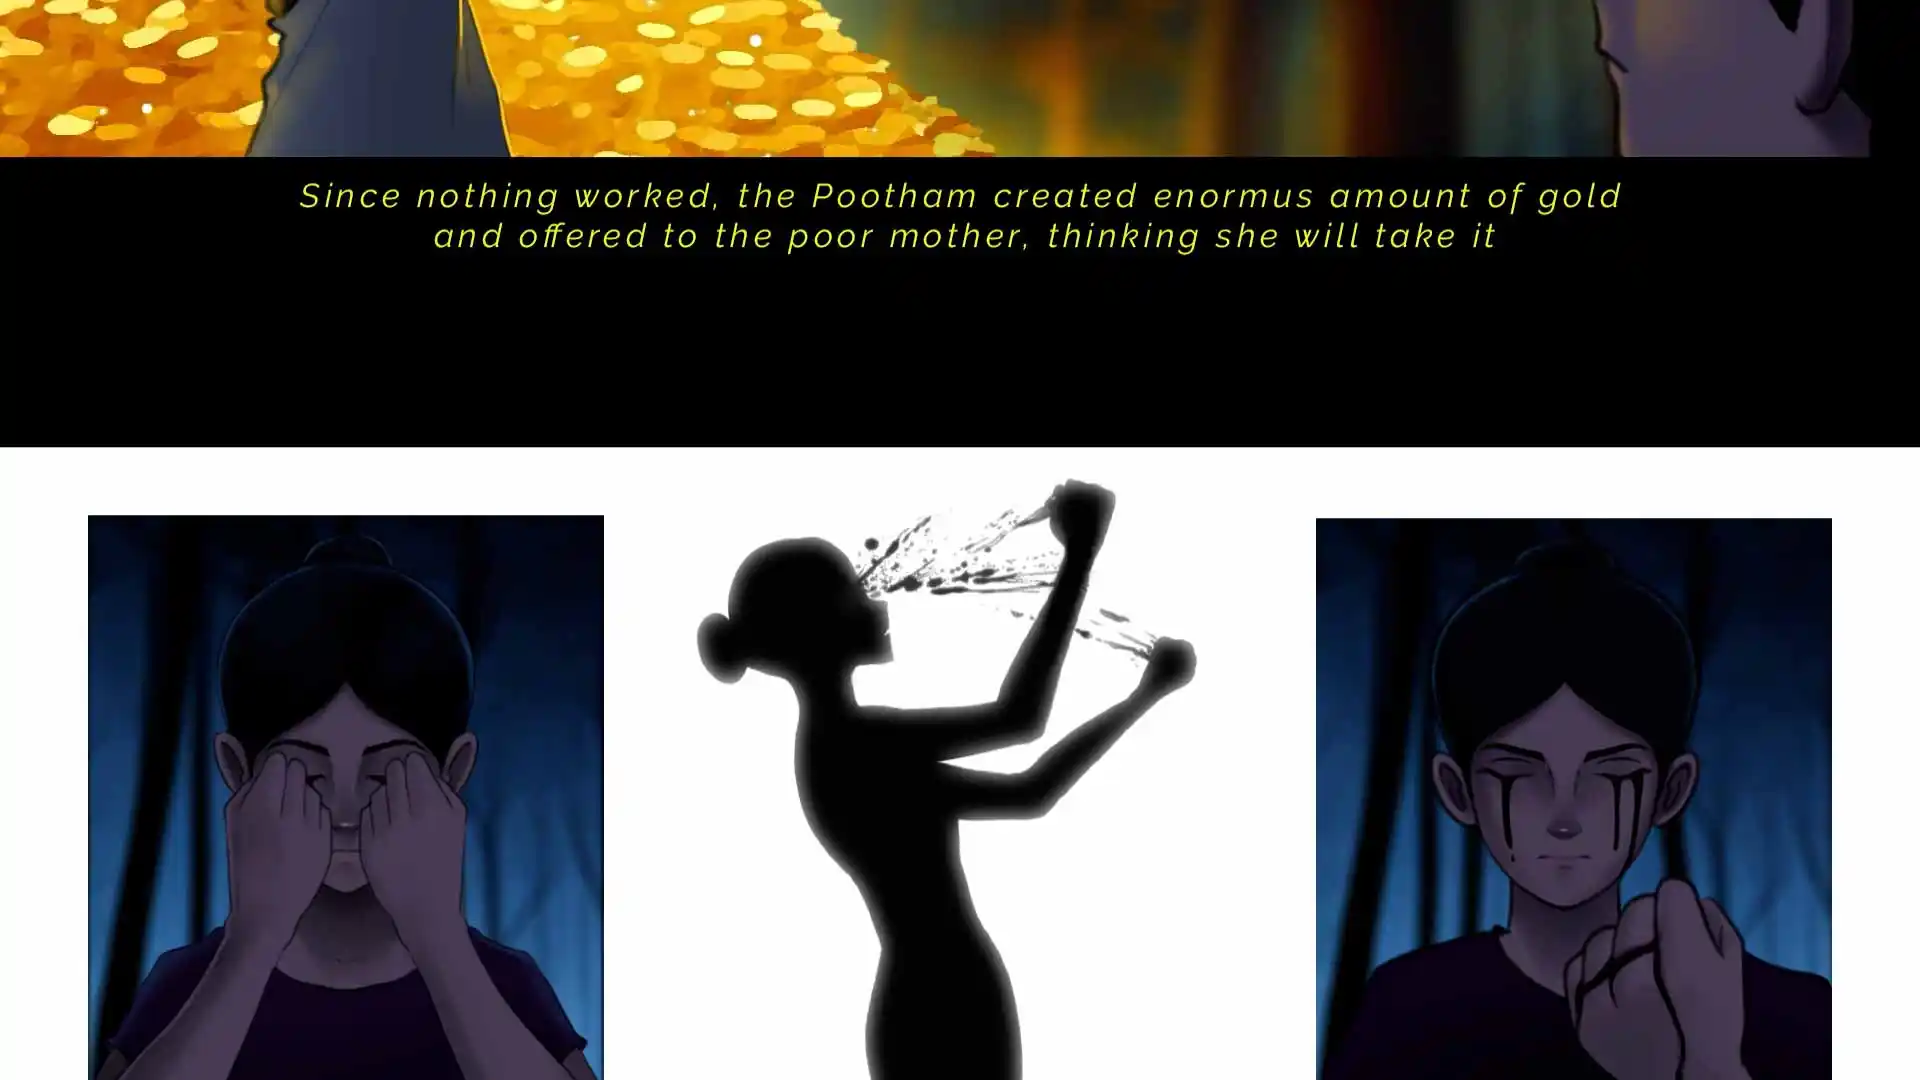 Since nothing worked, the Pootham created enormus amount of gold
and offered to the poor mother, thinking she will take it